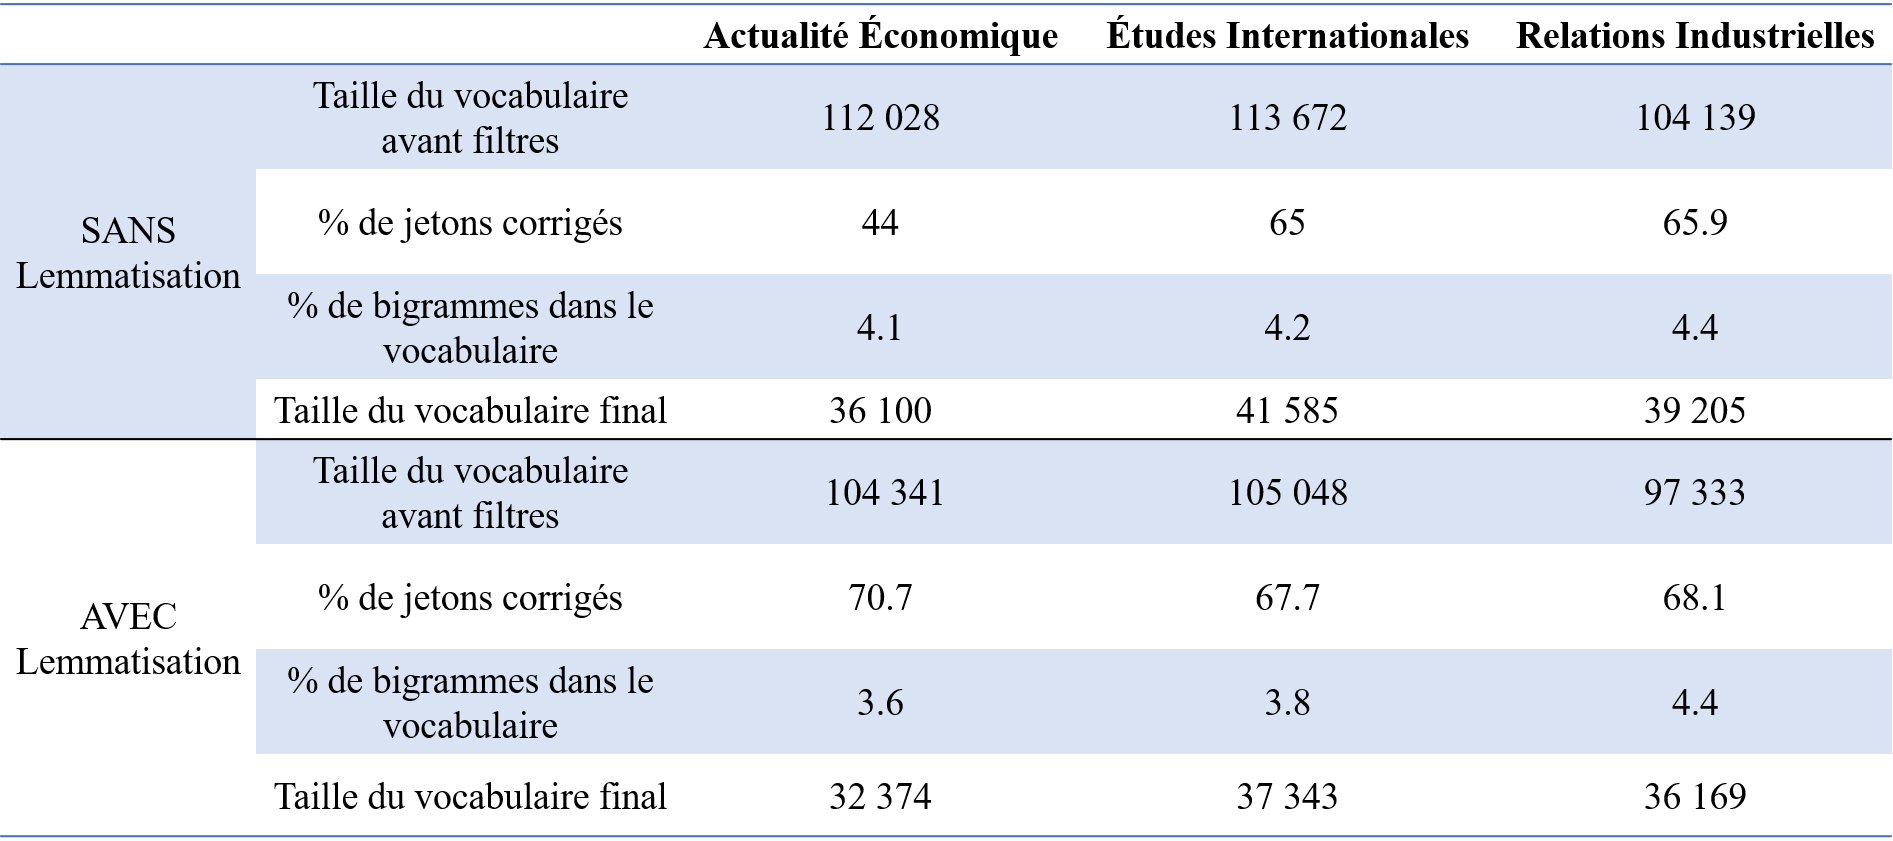 Actualité Économique Études Internationales Relations Industrielles
SANS
Lemmatisation
Taille du vocabulaire
avant filtres
112 028 113 672 104 139
% de jetons corrigés 44 65 65.9
% de bigrammes dans le
vocabulaire
4.1 4.2 4.4
Taille du vocabulaire final 36 100 41 585 39 205
AVEC
Lemmatisation
Taille du vocabulaire
avant filtres
104 341 105 048 97 333
% de jetons corrigés 70.7 67.7 68.1
% de bigrammes dans le
vocabulaire
3.6 3.8 4.4
Taille du vocabulaire final 32 374 37 343 36 169